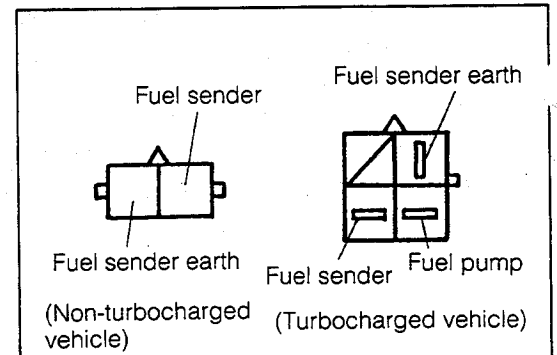 Fuel sender earth
Fuel sender
Fuel sender earth
Fuel sender
Fuel pump
(Non-turbocharged
vehicle)
(Turbocharged vehicle)